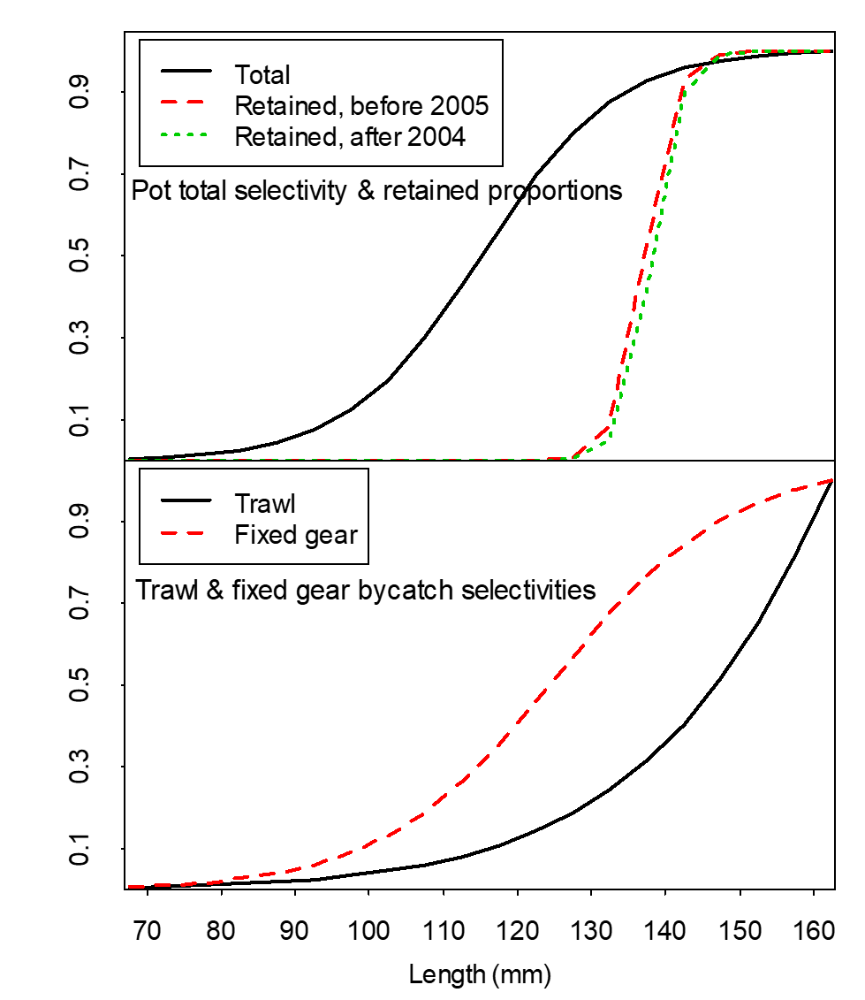 Total
Retained, before 2005
Retained, after 2004
Pot total selectivity & retained proportions
0.9
0.7
0.5
0.3
0.1
Trawl
Fixed gear
Trawl & fixed gear bycatch selectivities
0.9
0.7
0.5
0.3
0.1
70 80 90 100 110 120 130 140 150 160
Length (mm)